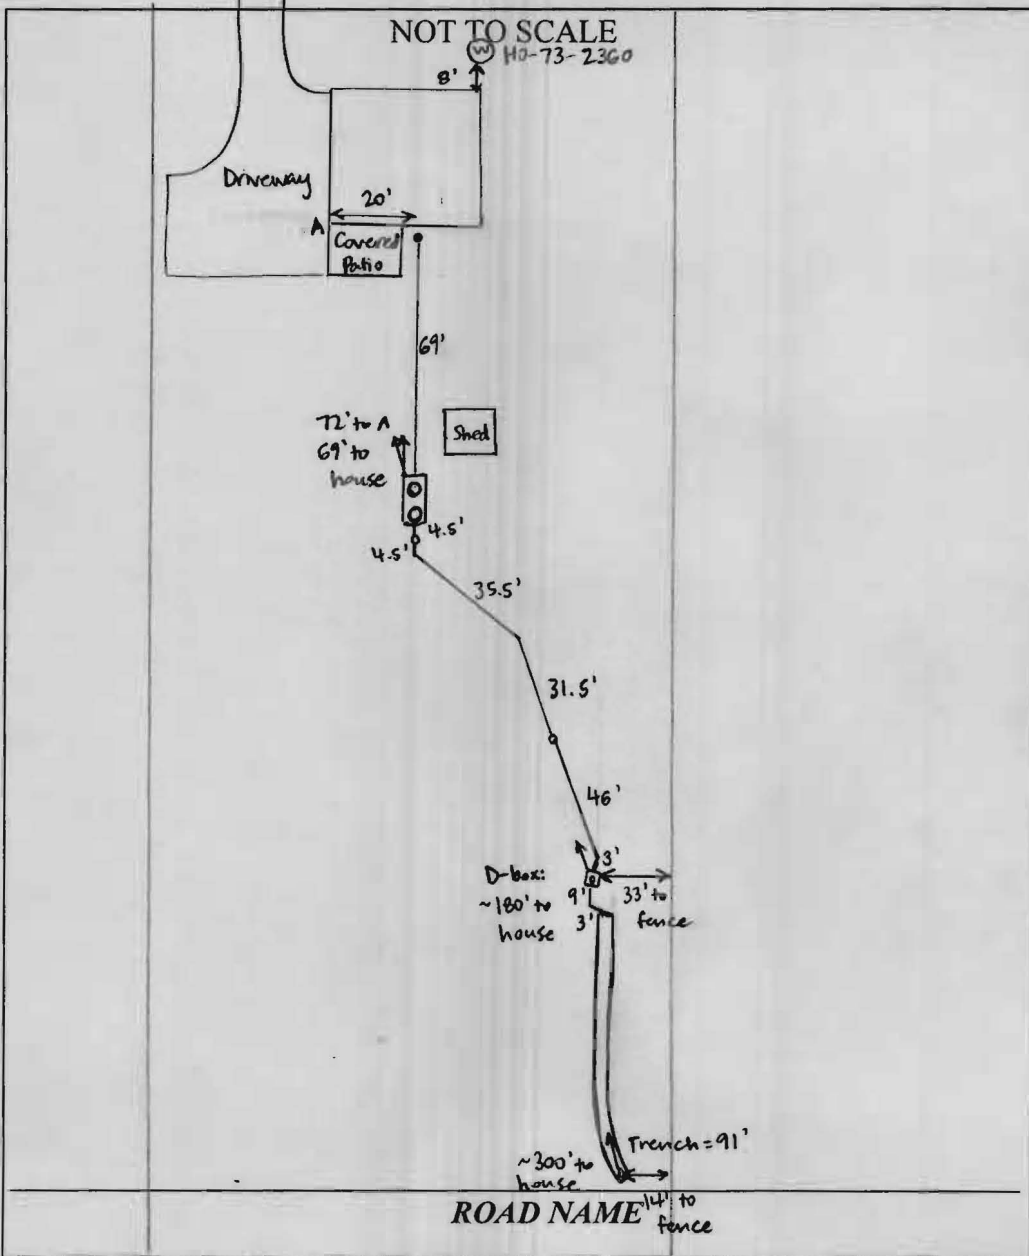 NOT TO SCALE
W HO-73-2360
8'
Driveway
20'
A
Covered
Patio
69'
72' to A
69' to
house
Shed
4.5'
4.5'
35.5'
31.5'
46'
3'
D-box:
~180' to
house
9'
3'
33' to
fence
Trench = 91'
~300' to
house
14' to
fence
ROAD NAME